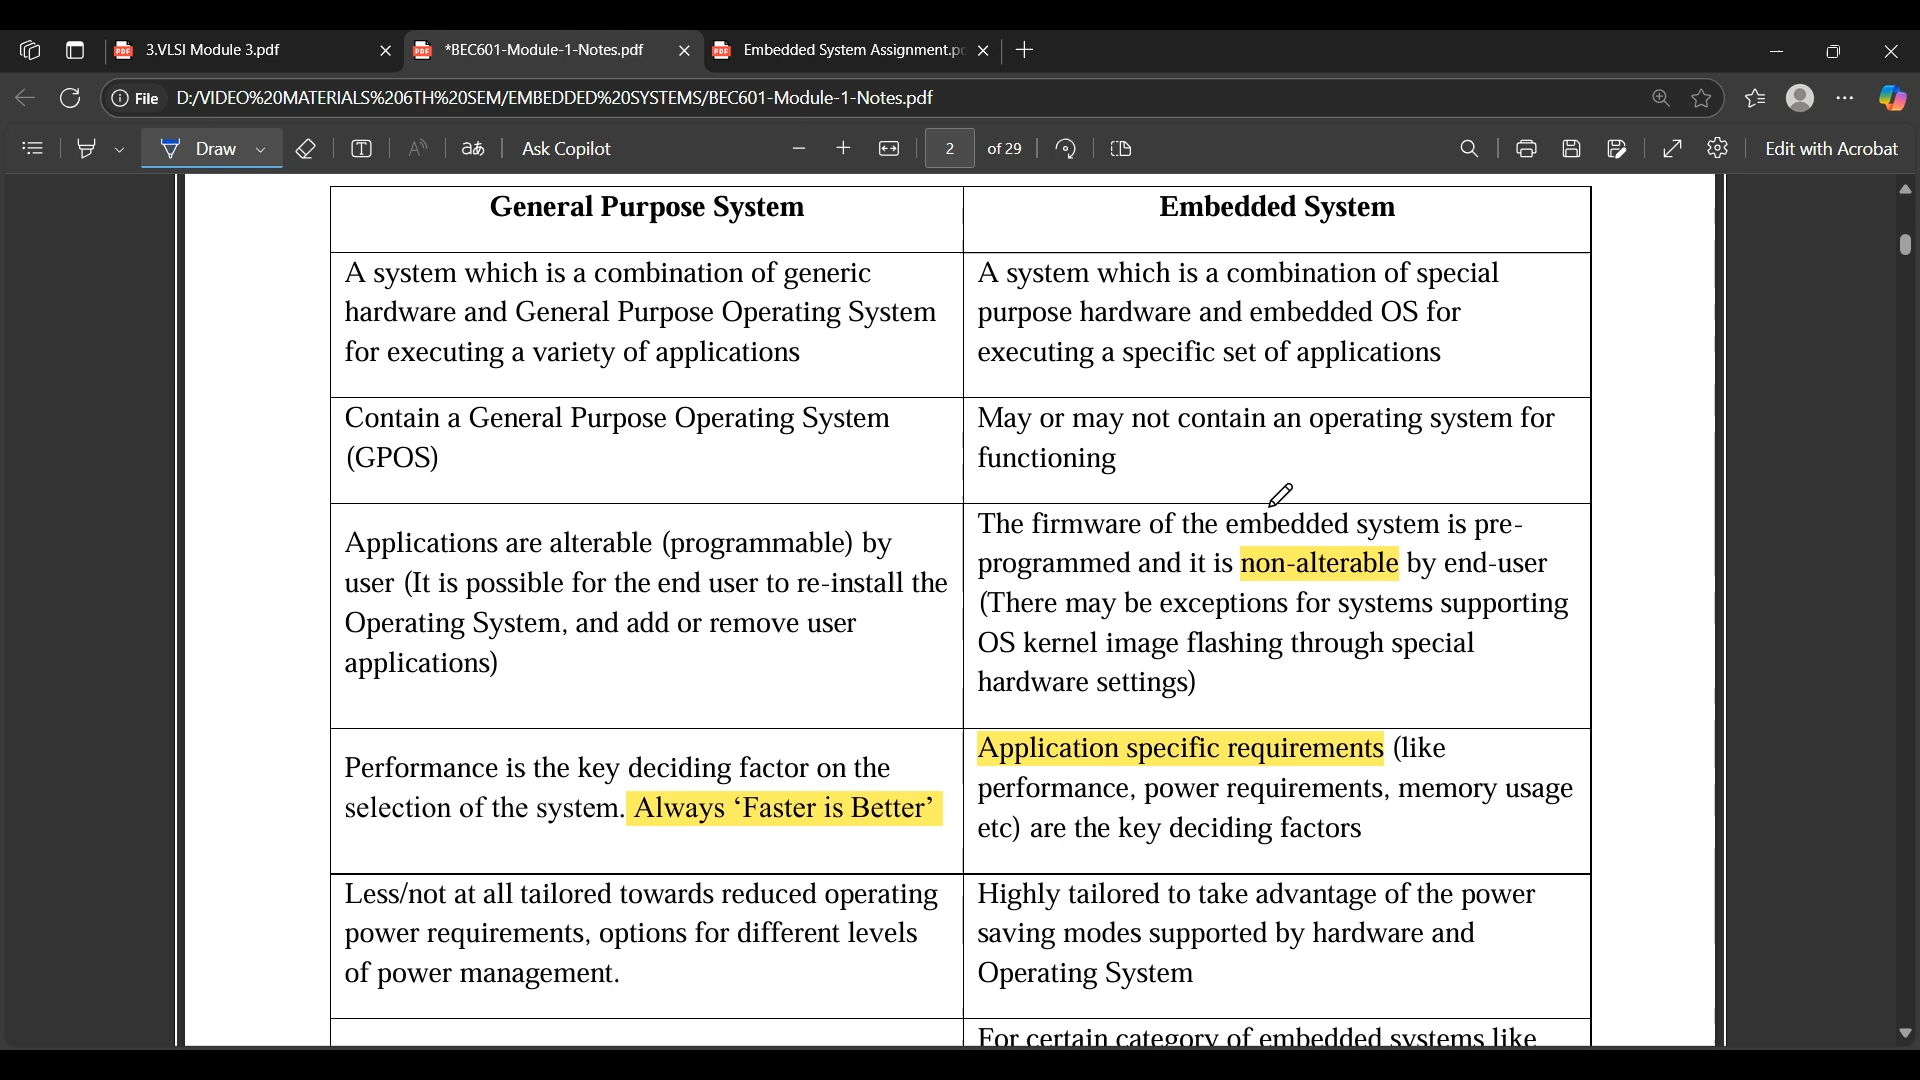 3.VLSI Module 3.pdf
*BEC601-Module-1-Notes.pdf
Embedded System Assignment.pd
File
D:/VIDEO%20MATERIALS%206TH%20SEM/EMBEDDED%20SYSTEMS/BEC601-Module-1-Notes.pdf
Draw
Ask Copilot
2
of 29
Edit with Acrobat
General Purpose System
Embedded System
A system which is a combination of generic
hardware and General Purpose Operating System
for executing a variety of applications
A system which is a combination of special
purpose hardware and embedded OS for
executing a specific set of applications
Contain a General Purpose Operating System
(GPOS)
May or may not contain an operating system for
functioning
Applications are alterable (programmable) by
user (It is possible for the end user to re-install the
Operating System, and add or remove user
applications)
The firmware of the embedded system is pre-
programmed and it is non-alterable by end-user
(There may be exceptions for systems supporting
OS kernel image flashing through special
hardware settings)
Performance is the key deciding factor on the
selection of the system. Always ‘Faster is Better’
Application specific requirements (like
performance, power requirements, memory usage
etc) are the key deciding factors
Less/not at all tailored towards reduced operating
power requirements, options for different levels
of power management.
Highly tailored to take advantage of the power
saving modes supported by hardware and
Operating System
For certain category of embedded systems like